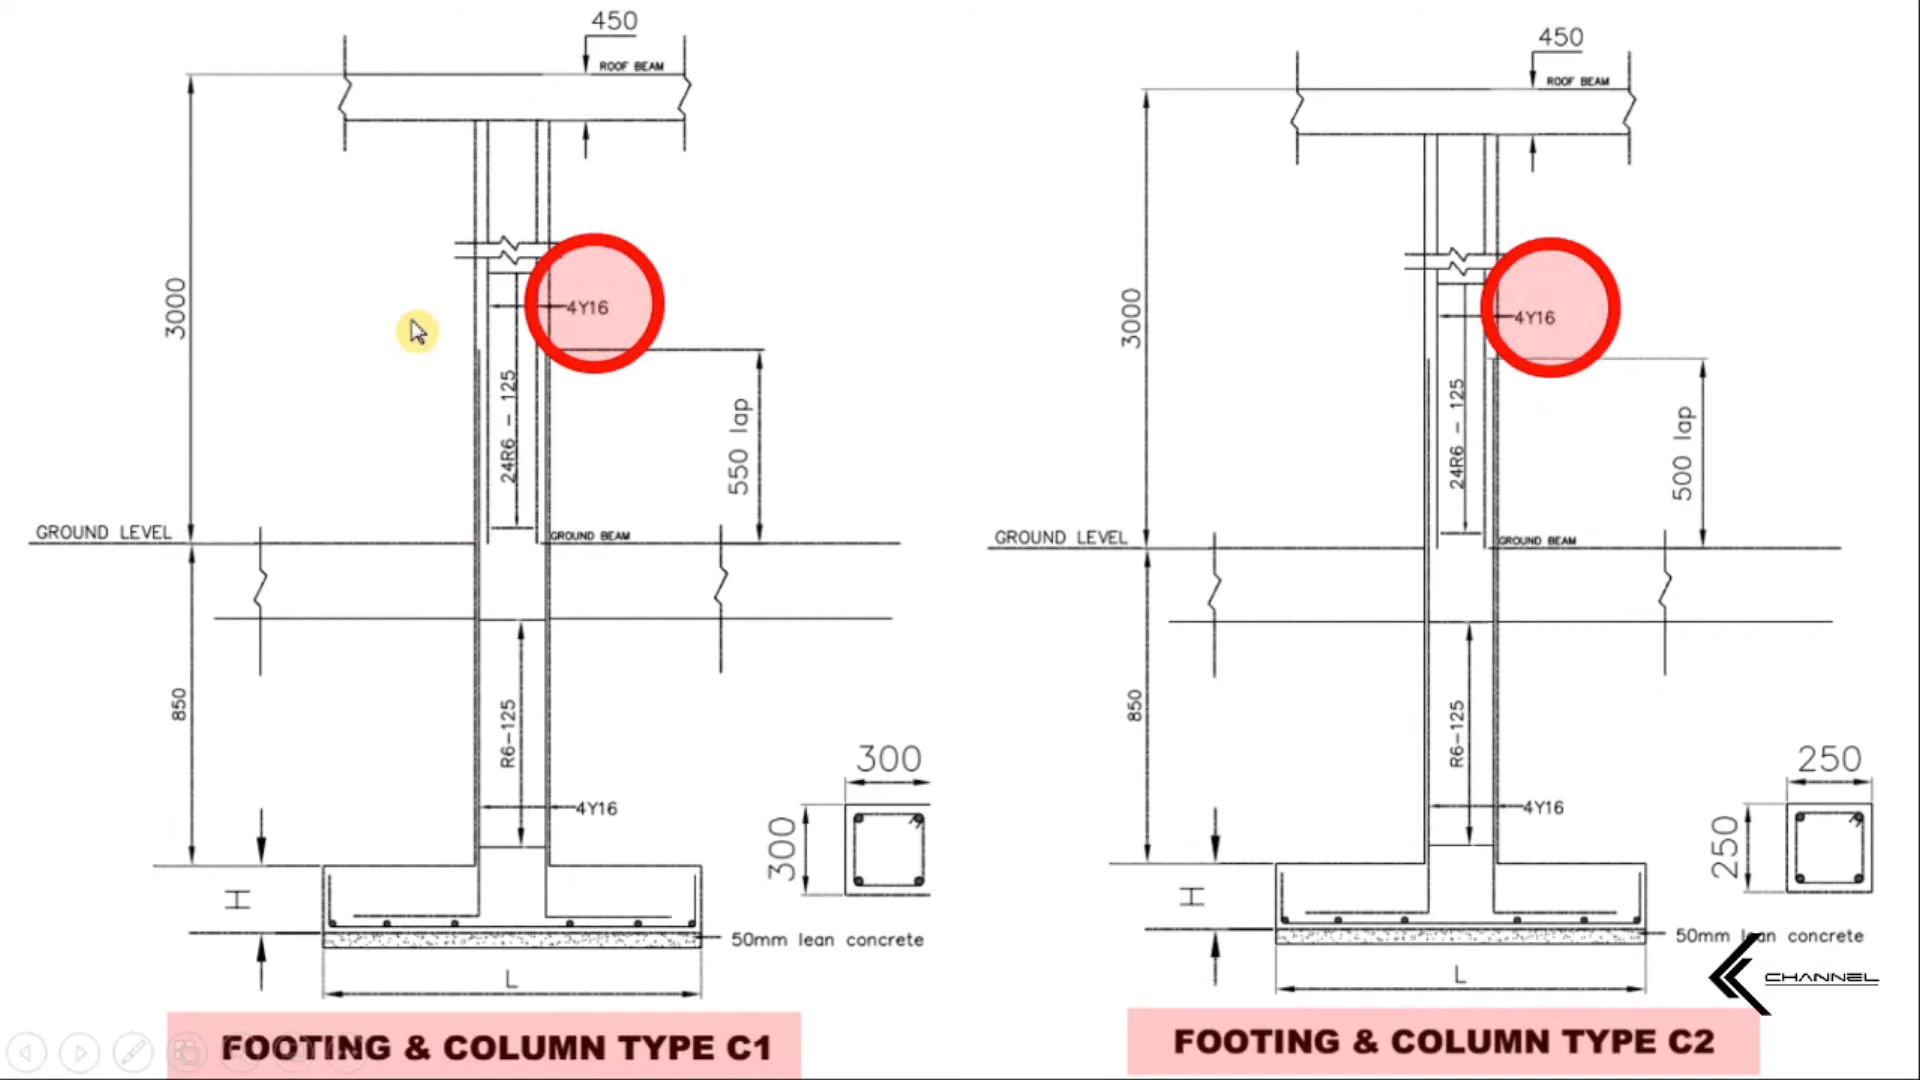 450
ROOF BEAM
3000
4Y16
24R6 - 125
550 lap
GROUND LEVEL
GROUND BEAM
850
R6-125
4Y16
300
300
H
50mm lean concrete
L
FOOTING & COLUMN TYPE C1
450
ROOF BEAM
3000
4Y16
24R6 - 125
500 lap
GROUND LEVEL
GROUND BEAM
850
R6-125
4Y16
250
250
H
50mm lean concrete
L
CHANNEL
FOOTING & COLUMN TYPE C2